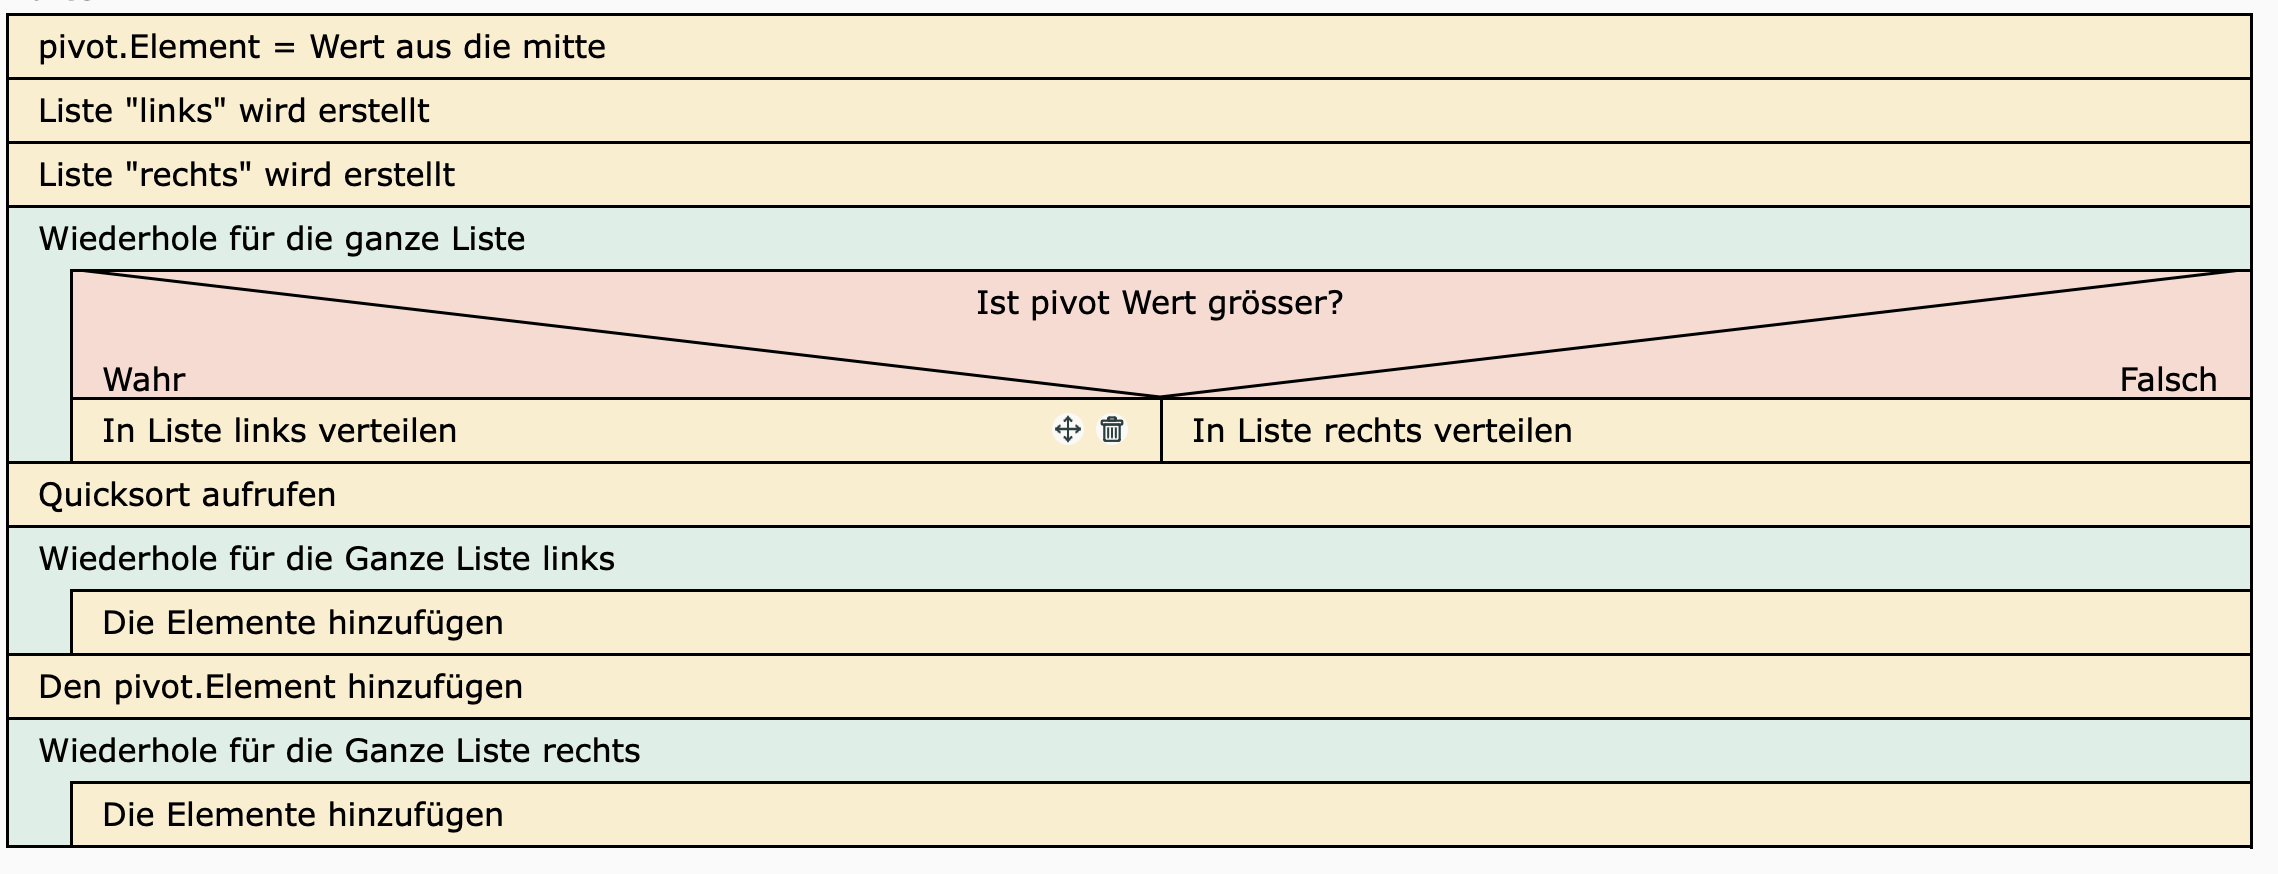 pivot.Element = Wert aus die mitte
Liste "links" wird erstellt
Liste "rechts" wird erstellt
Wiederhole für die ganze Liste
Ist pivot Wert grösser?
Wahr
Falsch
In Liste links verteilen
In Liste rechts verteilen
Quicksort aufrufen
Wiederhole für die Ganze Liste links
Die Elemente hinzufügen
Den pivot.Element hinzufügen
Wiederhole für die Ganze Liste rechts
Die Elemente hinzufügen